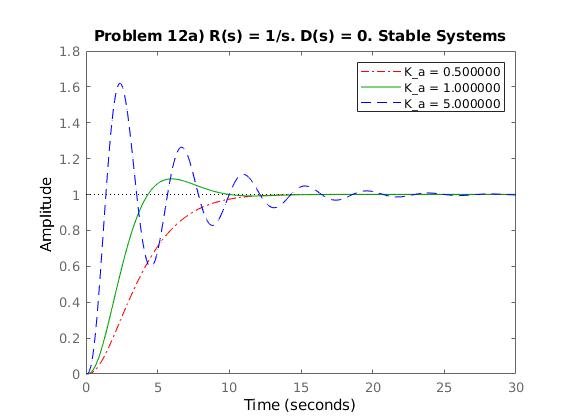 Problem 12a) R(s) = 1/s. D(s) = 0. Stable Systems
1.8
1.6
1.4
1.2
1
0.8
0.6
0.4
0.2
0
Amplitude
K_a = 0.500000
K_a = 1.000000
K_a = 5.000000
0 5 10 15 20 25 30
Time (seconds)